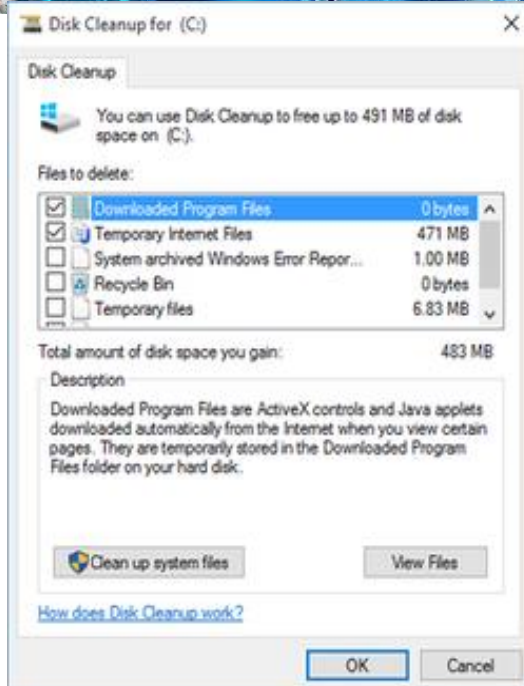 Disk Cleanup for (C:)
Disk Cleanup
You can use Disk Cleanup to free up to 491 MB of disk
space on (C:).
Files to delete:
Downloaded Program Files 0 bytes
Temporary Internet Files 471 MB
System archived Windows Error Repor... 1.00 MB
Recycle Bin 0 bytes
Temporary files 6.83 MB
Total amount of disk space you gain: 483 MB
Description
Downloaded Program Files are ActiveX controls and Java applets
downloaded automatically from the Internet when you view certain
pages. They are temporarily stored in the Downloaded Program
Files folder on your hard disk.
Clean up system files View Files
How does Disk Cleanup work?
OK Cancel